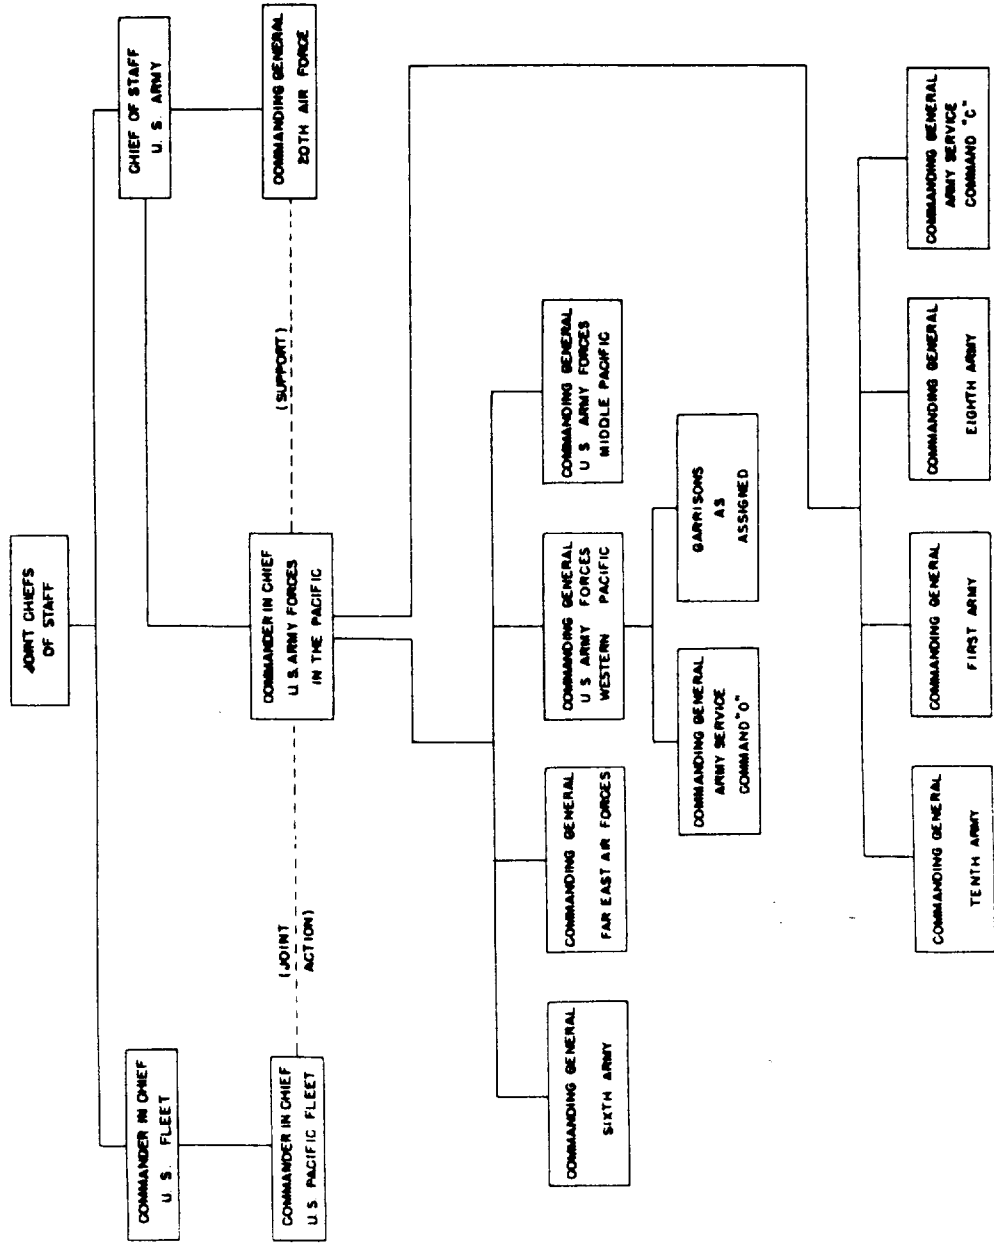 JOINT CHIEFS
OF STAFF
COMMANDER IN CHIEF
U. S. FLEET
CHIEF OF STAFF
U. S. ARMY
COMMANDER IN CHIEF
U.S PACIFIC FLEET
(JOINT
ACTION)
COMMANDER IN CHIEF
U.S. ARMY FORCES
IN THE PACIFIC
(SUPPORT)
COMMANDING GENERAL
20TH AIR FORCE
COMMANDING GENERAL
SIXTH ARMY
COMMANDING GENERAL
FAR EAST AIR FORCES
COMMANDING GENERAL
U S ARMY FORCES
WESTERN PACIFIC
COMMANDING GENERAL
U S ARMY FORCES
MIDDLE PACIFIC
COMMANDING GENERAL
ARMY SERVICE
COMMAND "O"
GARRISONS
AS
ASSIGNED
COMMANDING GENERAL
TENTH ARMY
COMMANDING GENERAL
FIRST ARMY
COMMANDING GENERAL
EIGHTH ARMY
COMMANDING GENERAL
ARMY SERVICE
COMMAND "C"